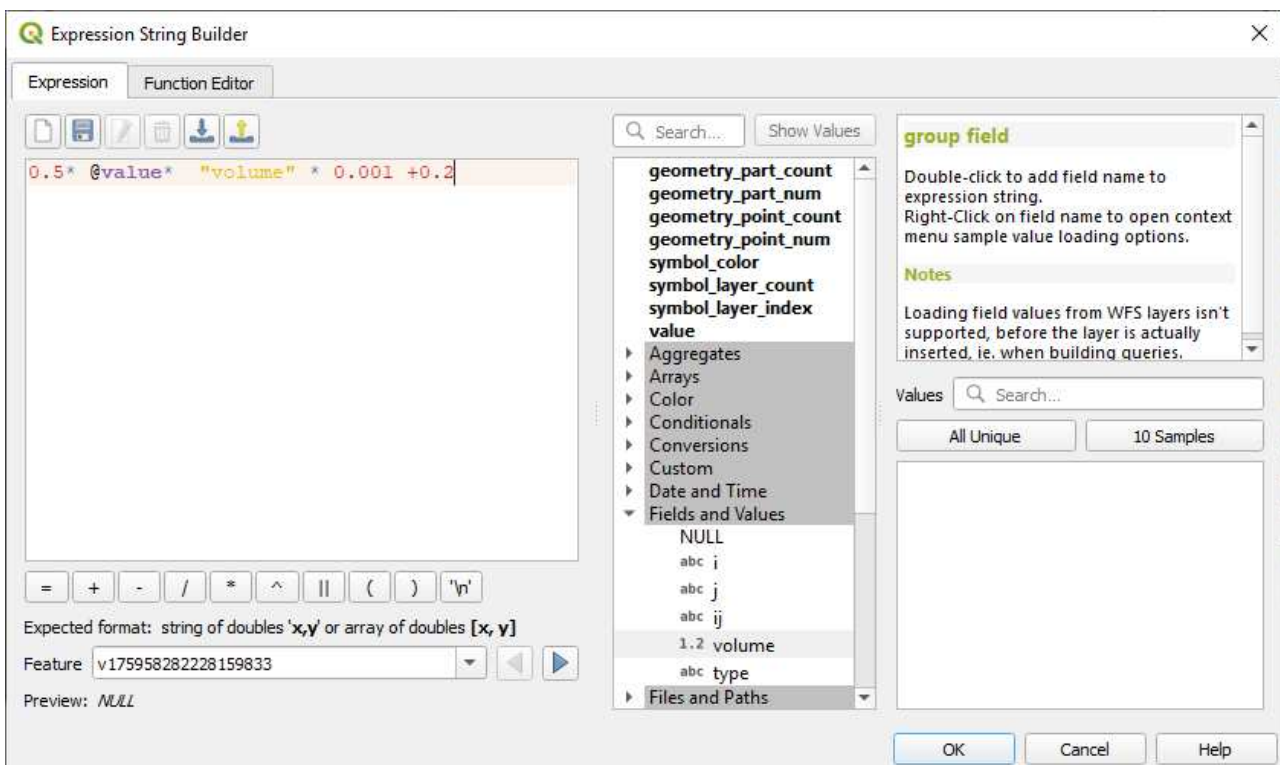 Expression String Builder
Expression
Function Editor
0.5* @value*  "volume" * 0.001 +0.2
= + - / * ^ || ( ) '\n'
Expected format:  string of doubles 'x,y' or array of doubles [x, y]
Feature v175958282228159833
Preview: NULL
Search...
Show Values
geometry_part_count
geometry_part_num
geometry_point_count
geometry_point_num
symbol_color
symbol_layer_count
symbol_layer_index
value
Aggregates
Arrays
Color
Conditionals
Conversions
Custom
Date and Time
Fields and Values
NULL
abc i
abc j
abc ij
1.2 volume
abc type
Files and Paths
group field
Double-click to add field name to
expression string.
Right-Click on field name to open context
menu sample value loading options.
Notes
Loading field values from WFS layers isn't
supported, before the layer is actually
inserted, ie. when building queries.
Values Search...
All Unique
10 Samples
OK
Cancel
Help